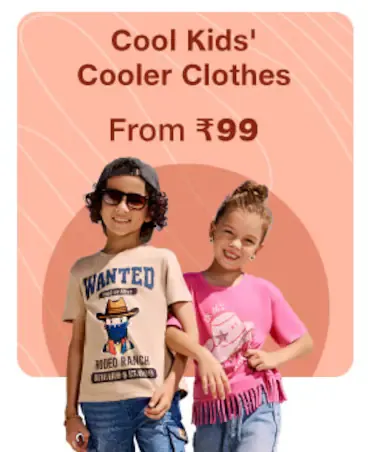 Cool Kids'
Cooler Clothes
From ₹99
WANTED
RODEO RANCH